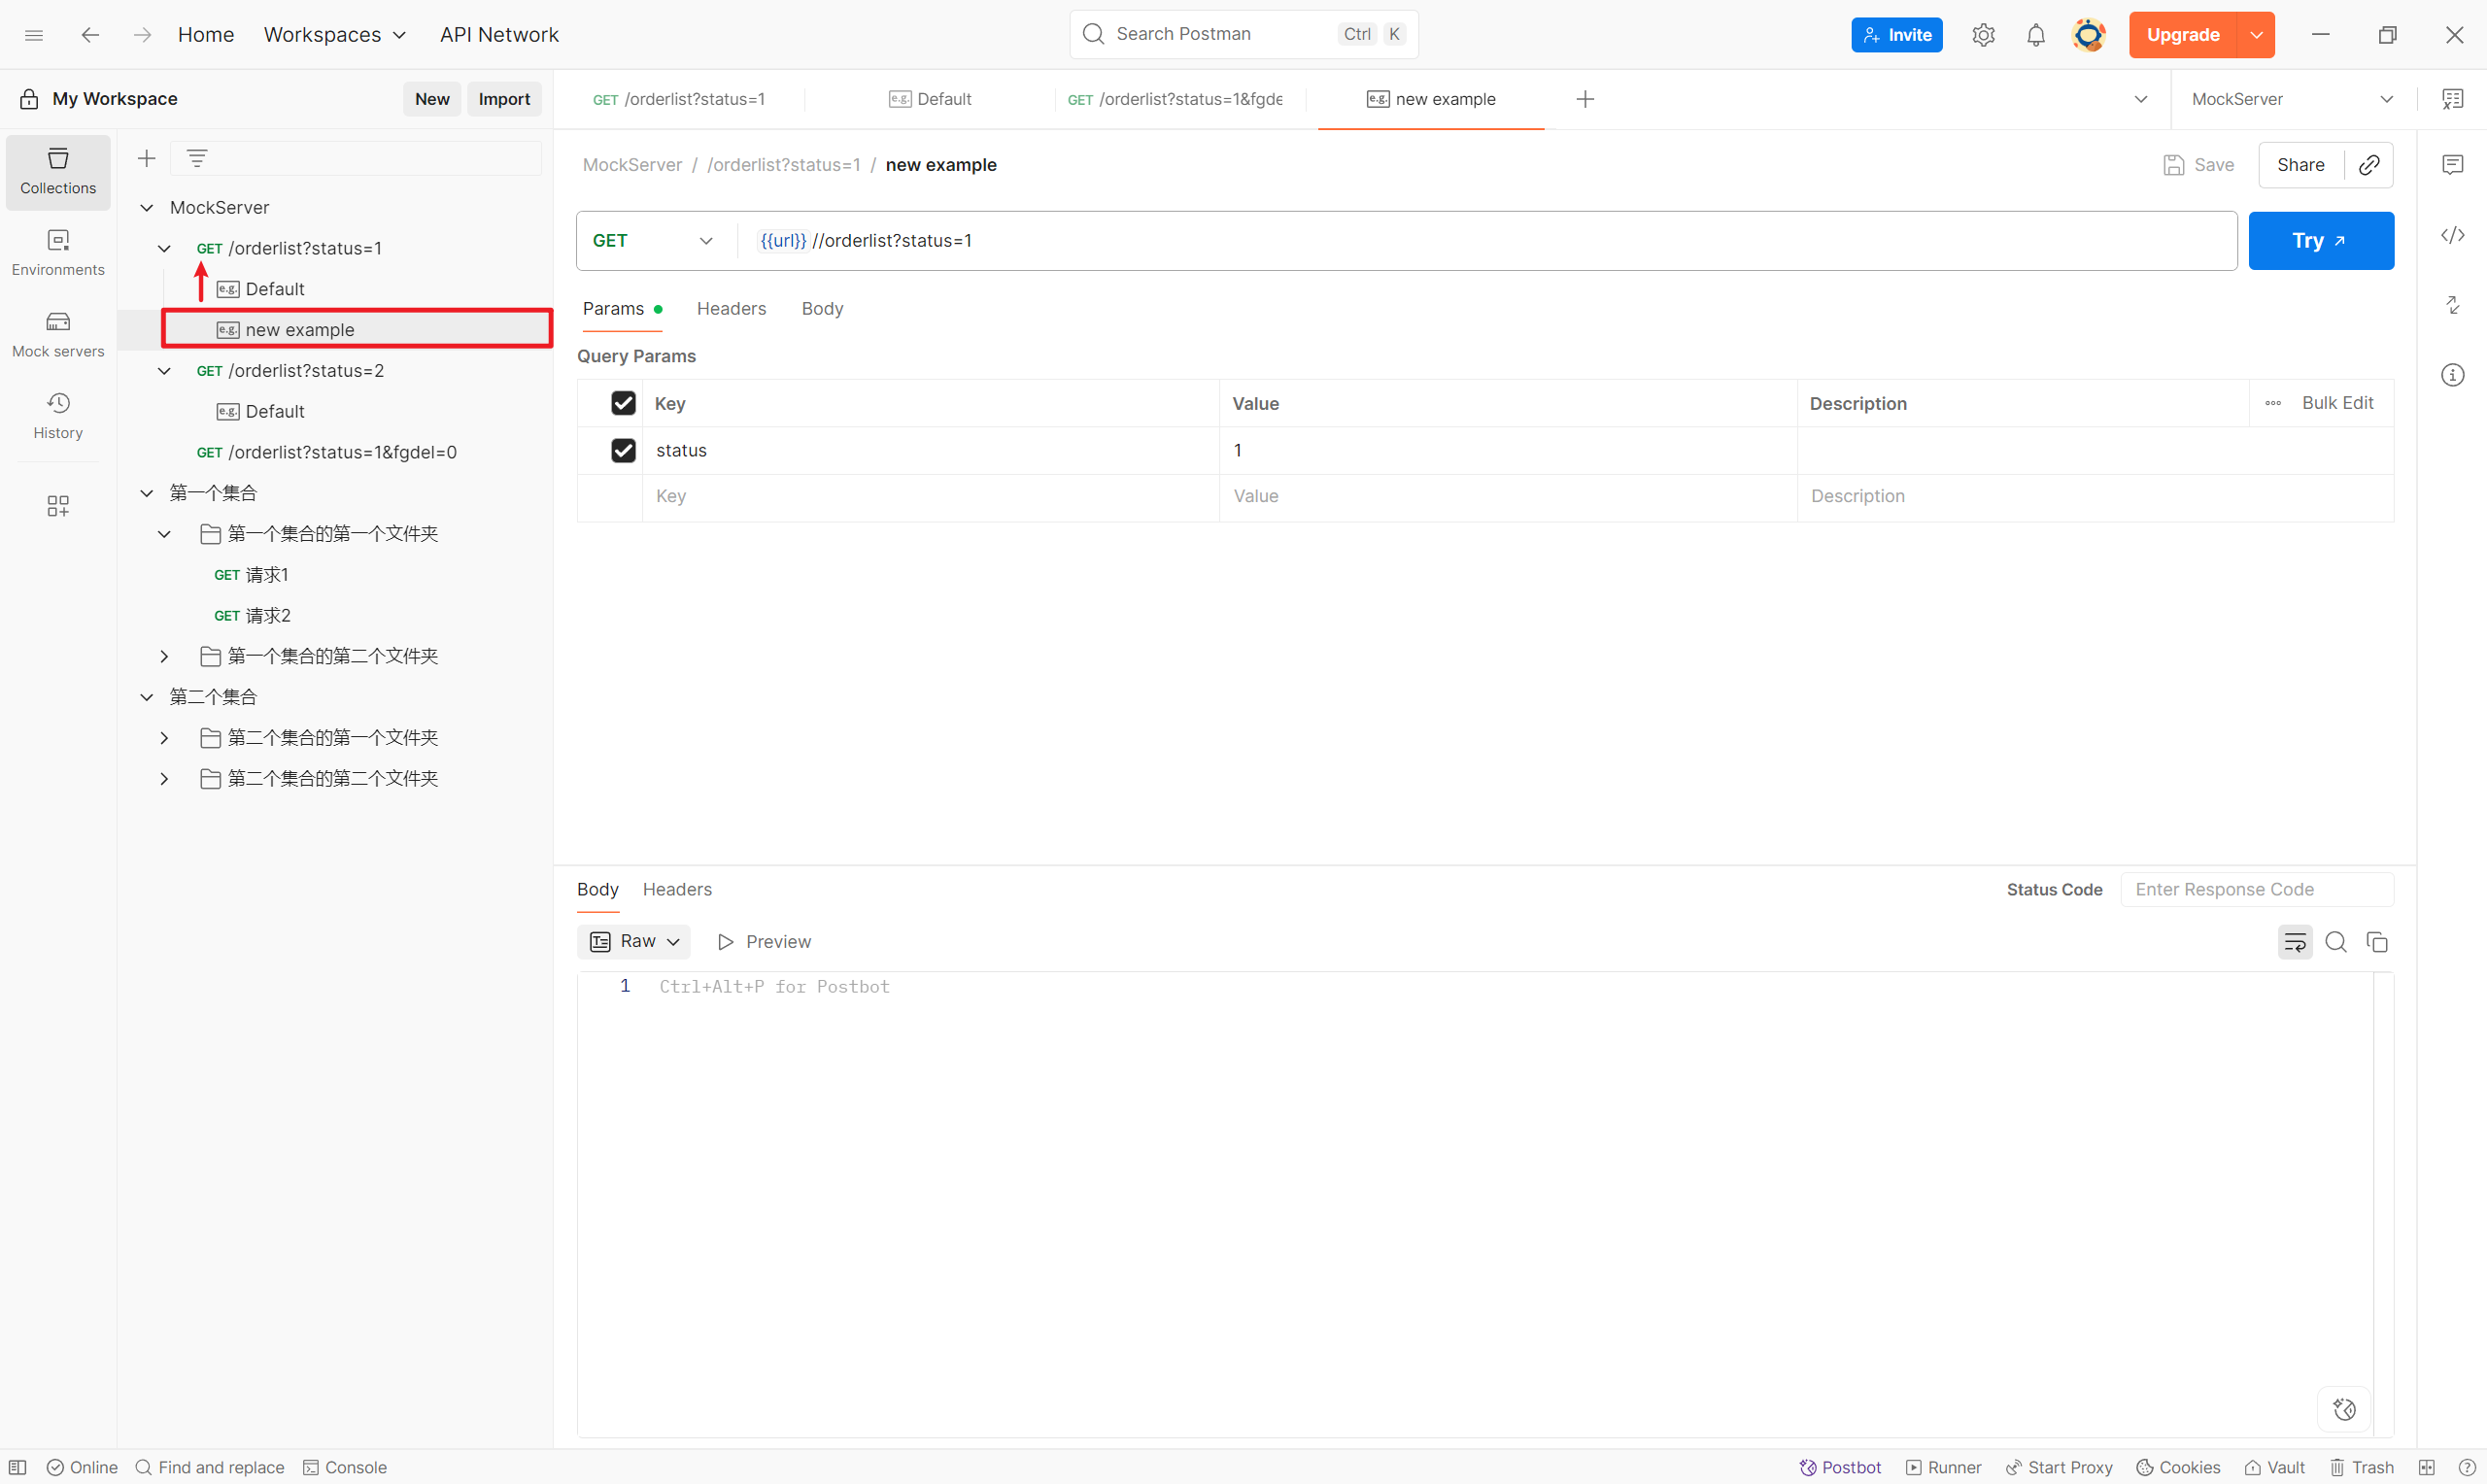 Home Workspaces API Network Search Postman Ctrl K Invite Upgrade
My Workspace New Import
GET /orderlist?status=1 e.g. Default GET /orderlist?status=1&fgde e.g. new example MockServer
Collections
Environments
Mock servers
History
MockServer
GET /orderlist?status=1
e.g. Default
e.g. new example
GET /orderlist?status=2
e.g. Default
GET /orderlist?status=1&fgdel=0
第一个集合
第一个集合的第一个文件夹
GET 请求1
GET 请求2
第一个集合的第二个文件夹
第二个集合
第二个集合的第一个文件夹
第二个集合的第二个文件夹
MockServer / /orderlist?status=1 / new example Save Share
GET {{url}}//orderlist?status=1 Try
Params Headers Body
Query Params
Key Value Description Bulk Edit
status 1
Key Value Description
Body Headers Status Code Enter Response Code
Raw Preview
1 Ctrl+Alt+P for Postbot
Online Find and replace Console Postbot Runner Start Proxy Cookies Vault Trash